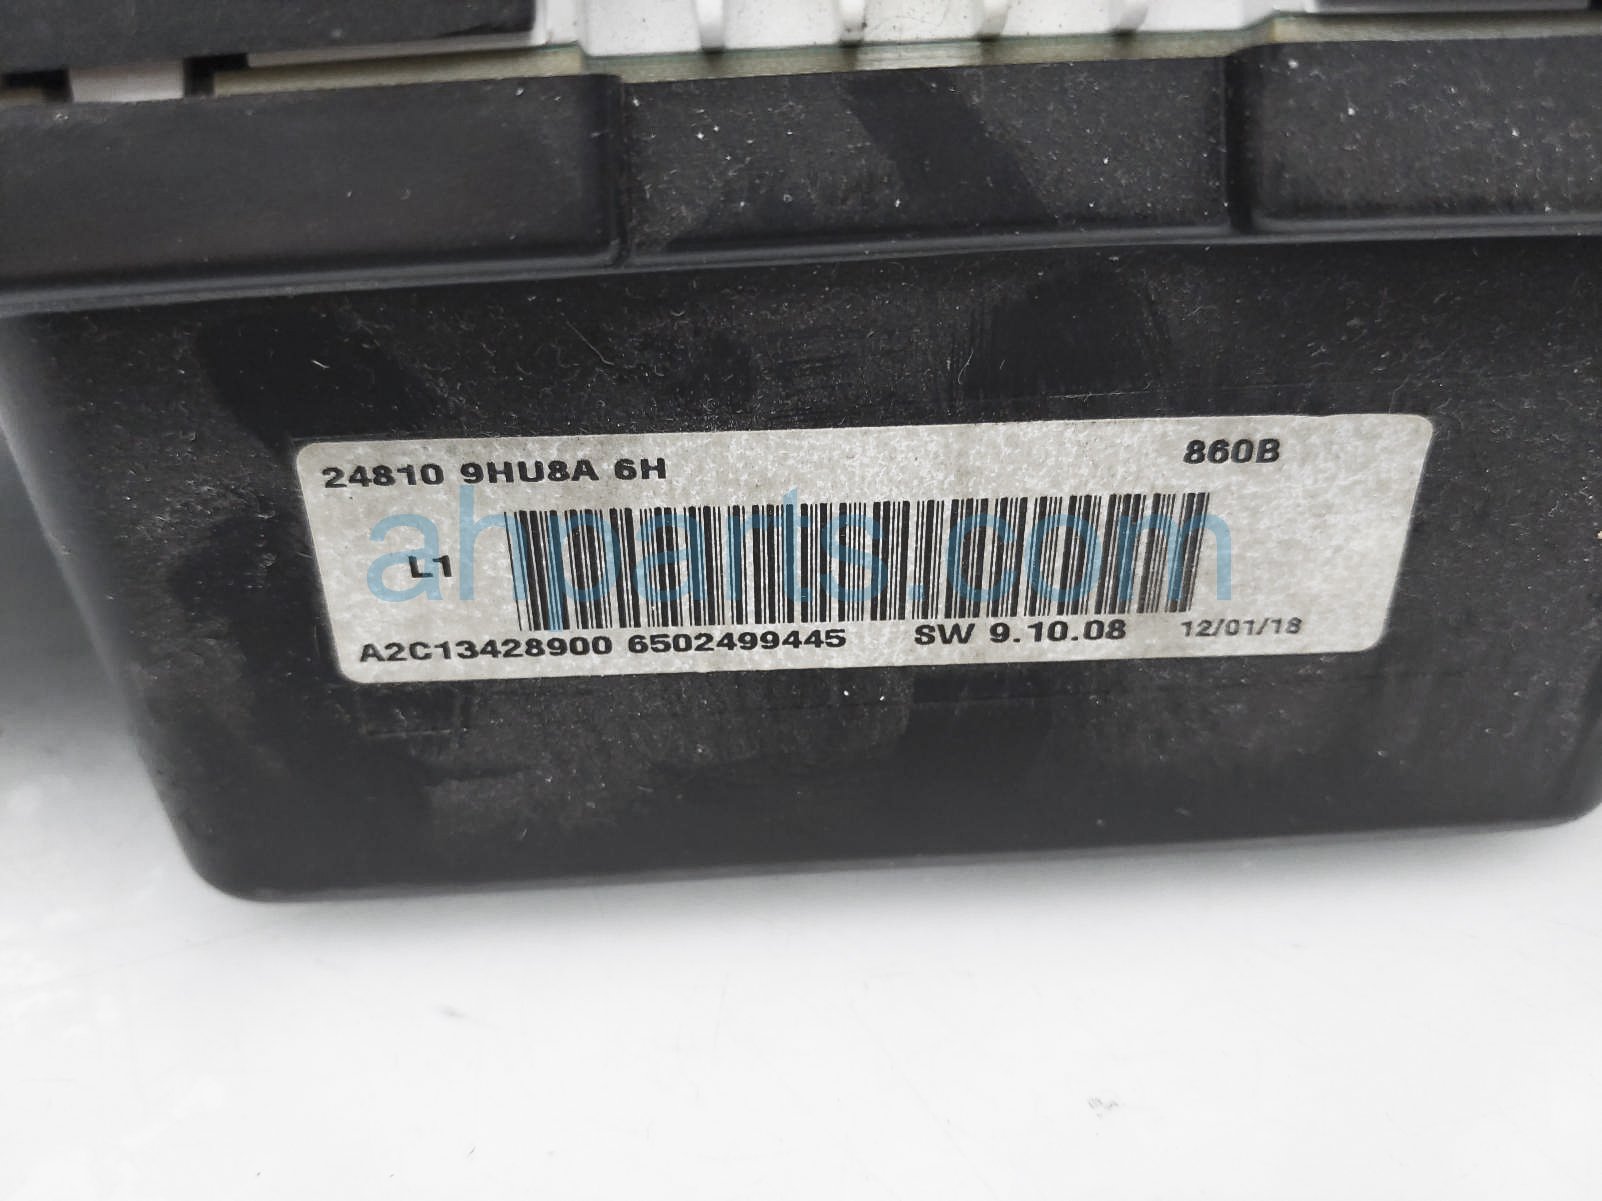 24810 9HU8A 6H 860B
L1
A2C13428900 6502499445 SW 9.10.08 12/01/18
ahparts.com